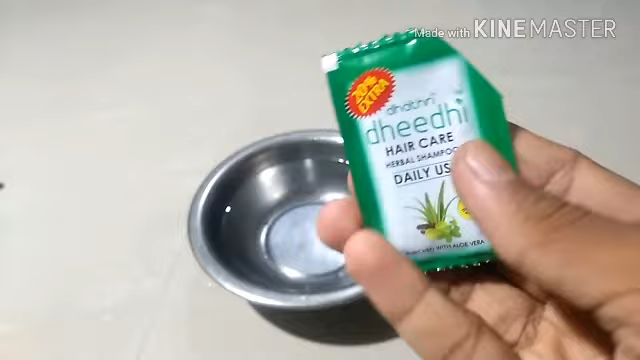 Made with KINEMASTER
20%
EXTRA
dhathri
dheedhi
HAIR CARE
HERBAL SHAMPOO
DAILY US
WITH ALOE VERA